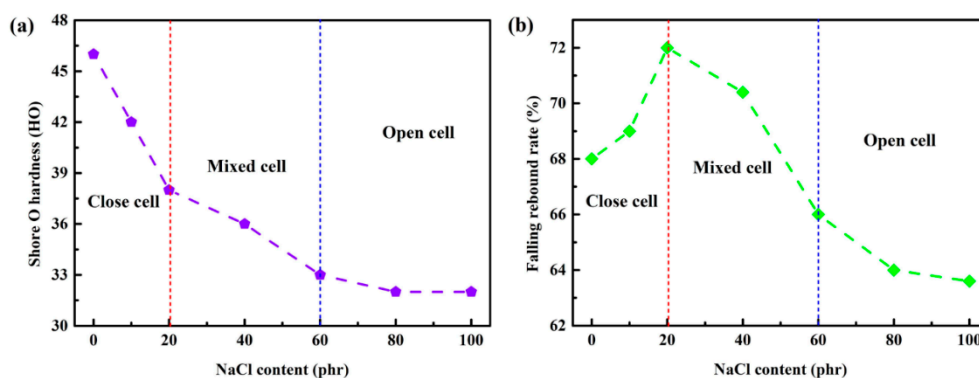 (a)
48
45
42
39
36
33
30
Shore O hardness (HO)
Close cell
Mixed cell
Open cell
0 20 40 60 80 100
NaCl content (phr)
(b)
72
70
68
66
64
62
Falling rebound rate (%)
Close cell
Mixed cell
Open cell
0 20 40 60 80 100
NaCl content (phr)